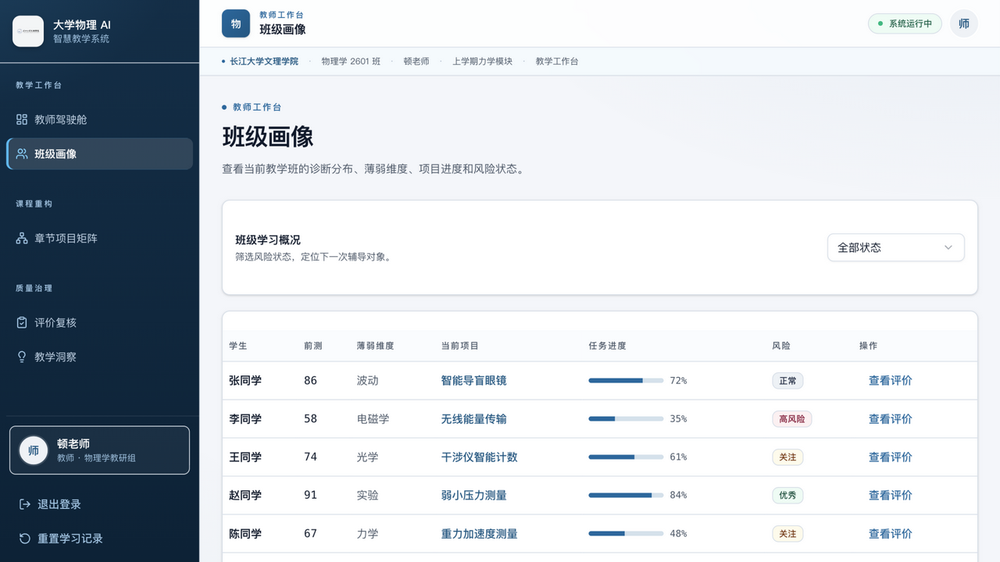 大学物理 AI
智慧教学系统
教学工作台
教师驾驶舱
班级画像
课程重构
章节项目矩阵
质量治理
评价复核
教学洞察
师
顿老师
教师 · 物理学教研组
退出登录
重置学习记录
物
教师工作台
班级画像
系统运行中
师
长江大学文理学院 · 物理学 2601 班 · 顿老师 · 上学期力学模块 · 教学工作台
教师工作台
班级画像
查看当前教学班的诊断分布、薄弱维度、项目进度和风险状态。
班级学习概况
筛选风险状态，定位下一次辅导对象。
全部状态
学生 前测 薄弱维度 当前项目 任务进度 风险 操作
张同学 86 波动 智能导盲眼镜 72% 正常 查看评价
李同学 58 电磁学 无线能量传输 35% 高风险 查看评价
王同学 74 光学 干涉仪智能计数 61% 关注 查看评价
赵同学 91 实验 弱小压力测量 84% 优秀 查看评价
陈同学 67 力学 重力加速度测量 48% 关注 查看评价